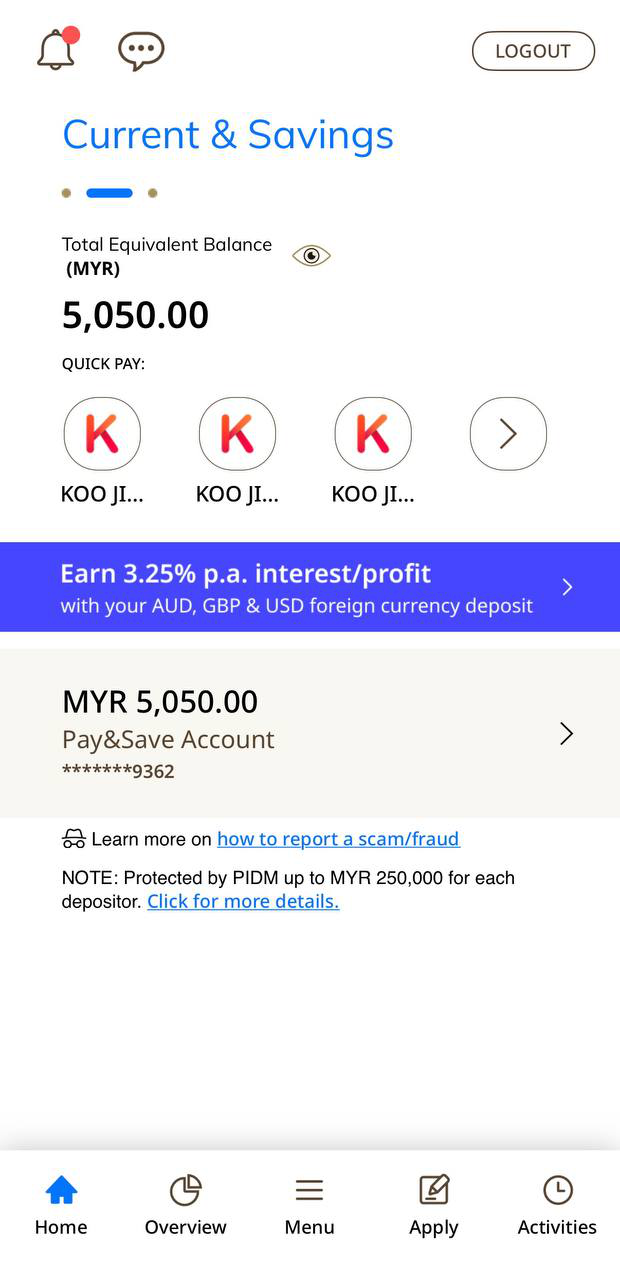 LOGOUT
Current & Savings
Total Equivalent Balance
(MYR)
5,050.00
QUICK PAY:
K K K
KOO JI... KOO JI... KOO JI...
Earn 3.25% p.a. interest/profit
with your AUD, GBP & USD foreign currency deposit
MYR 5,050.00
Pay&Save Account
*******9362
Learn more on how to report a scam/fraud
NOTE: Protected by PIDM up to MYR 250,000 for each
depositor. Click for more details.
Home Overview Menu Apply Activities